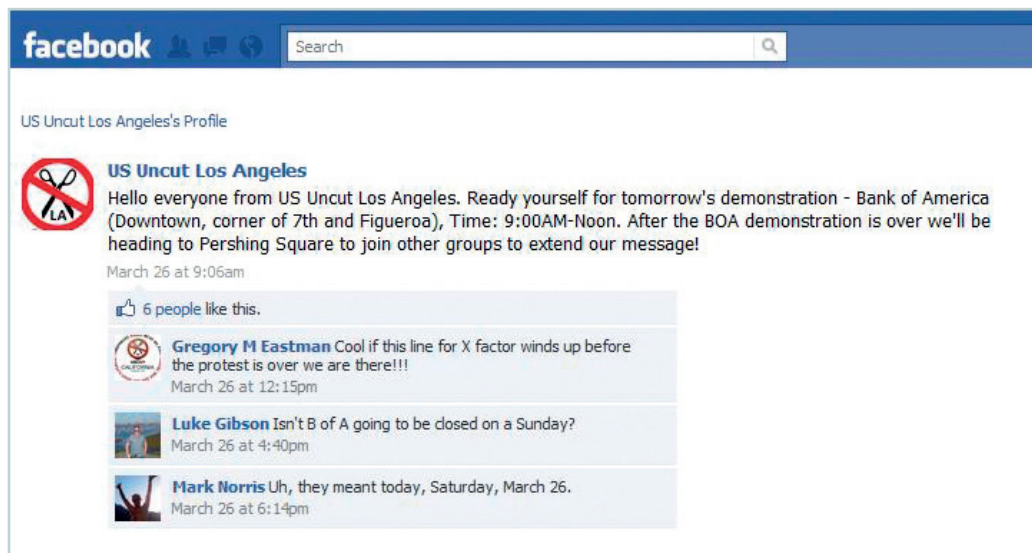 facebook
Search
US Uncut Los Angeles's Profile
LA
US Uncut Los Angeles
Hello everyone from US Uncut Los Angeles. Ready yourself for tomorrow's demonstration - Bank of America
(Downtown, corner of 7th and Figueroa), Time: 9:00AM-Noon. After the BOA demonstration is over we'll be
heading to Pershing Square to join other groups to extend our message!
March 26 at 9:06am
6 people like this.
Gregory M Eastman Cool if this line for X factor winds up before
the protest is over we are there!!!
March 26 at 12:15pm
Luke Gibson Isn't B of A going to be closed on a Sunday?
March 26 at 4:40pm
Mark Norris Uh, they meant today, Saturday, March 26.
March 26 at 6:14pm